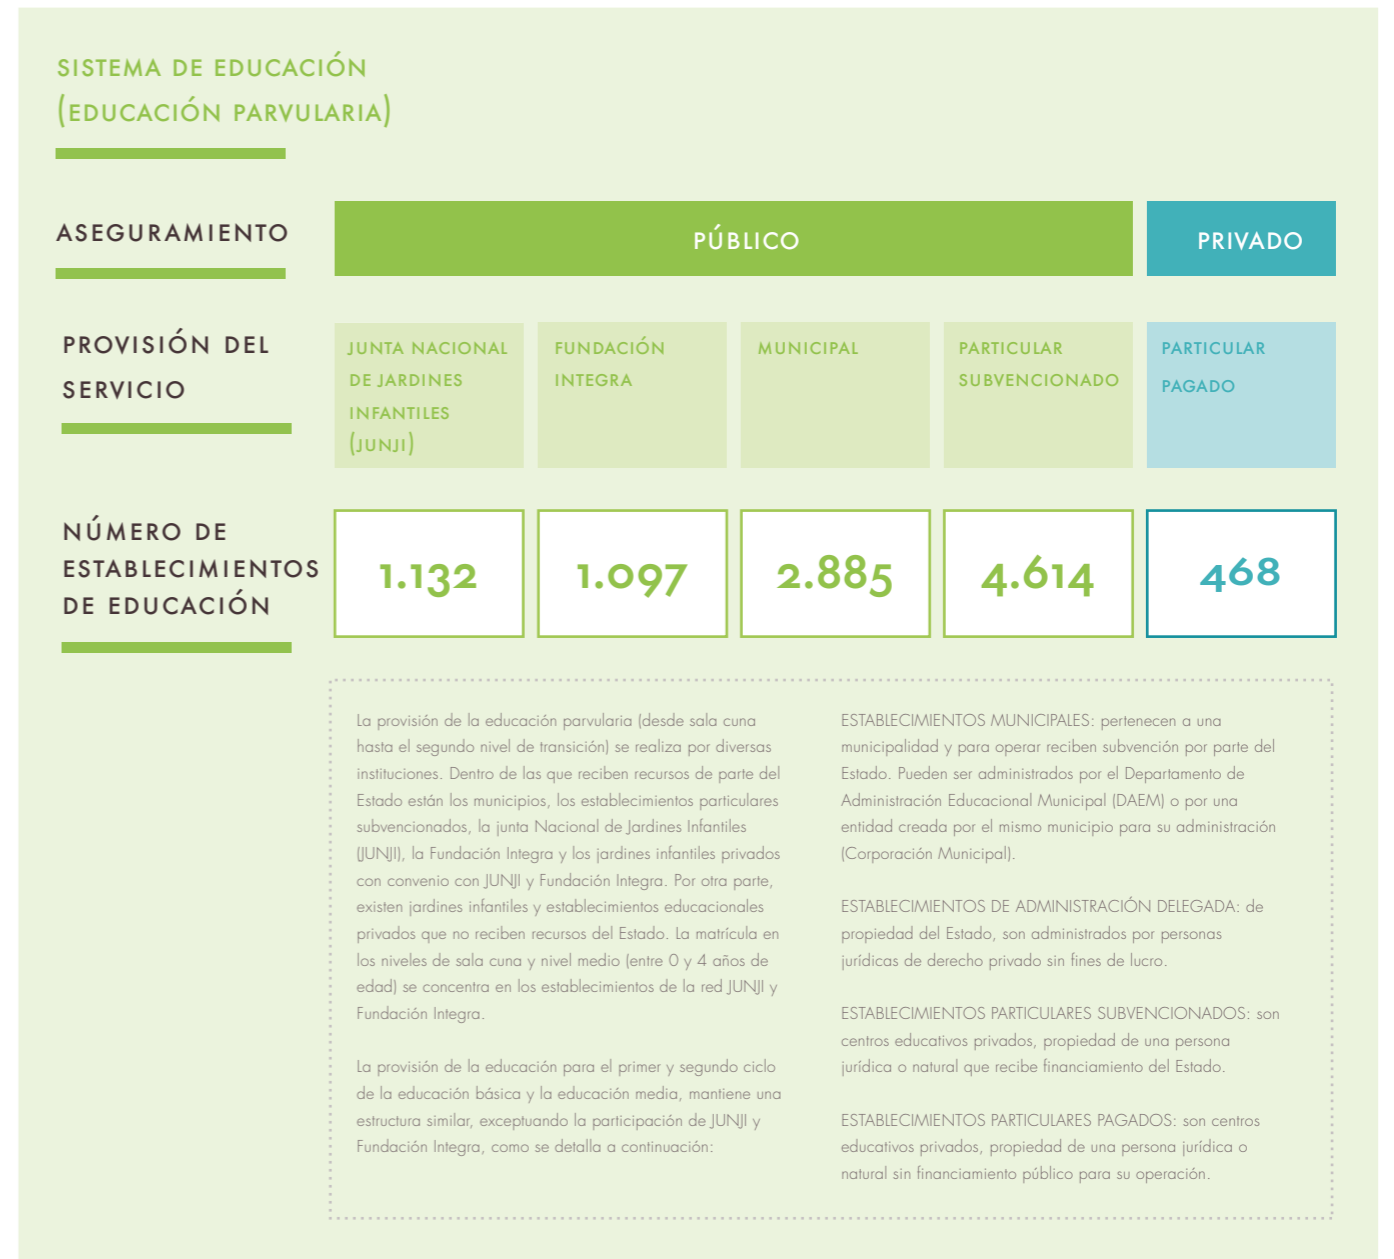 SISTEMA DE EDUCACIÓN
(EDUCACIÓN PARVULARIA)
ASEGURAMIENTO
PÚBLICO
PRIVADO
PROVISIÓN DEL
SERVICIO
JUNTA NACIONAL
DE JARDINES
INFANTILES
(JUNJI)
FUNDACIÓN
INTEGRA
MUNICIPAL
PARTICULAR
SUBVENCIONADO
PARTICULAR
PAGADO
NÚMERO DE
ESTABLECIMIENTOS
DE EDUCACIÓN
1.132
1.097
2.885
4.614
468
La provisión de la educación parvularia (desde sala cuna
hasta el segundo nivel de transición) se realiza por diversas
instituciones. Dentro de las que reciben recursos de parte del
Estado están los municipios, los establecimientos particulares
subvencionados, la junta Nacional de Jardines Infantiles
(JUNJI), la Fundación Integra y los jardines infantiles privados
con convenio con JUNJI y Fundación Integra. Por otra parte,
existen jardines infantiles y establecimientos educacionales
privados que no reciben recursos del Estado. La matrícula en
los niveles de sala cuna y nivel medio (entre 0 y 4 años de
edad) se concentra en los establecimientos de la red JUNJI y
Fundación Integra.
La provisión de la educación para el primer y segundo ciclo
de la educación básica y la educación media, mantiene una
estructura similar, exceptuando la participación de JUNJI y
Fundación Integra, como se detalla a continuación:
ESTABLECIMIENTOS MUNICIPALES: pertenecen a una
municipalidad y para operar reciben subvención por parte del
Estado. Pueden ser administrados por el Departamento de
Administración Educacional Municipal (DAEM) o por una
entidad creada por el mismo municipio para su administración
(Corporación Municipal).
ESTABLECIMIENTOS DE ADMINISTRACIÓN DELEGADA: de
propiedad del Estado, son administrados por personas
jurídicas de derecho privado sin fines de lucro.
ESTABLECIMIENTOS PARTICULARES SUBVENCIONADOS: son
centros educativos privados, propiedad de una persona
jurídica o natural que recibe financiamiento del Estado.
ESTABLECIMIENTOS PARTICULARES PAGADOS: son centros
educativos privados, propiedad de una persona jurídica o
natural sin financiamiento público para su operación.